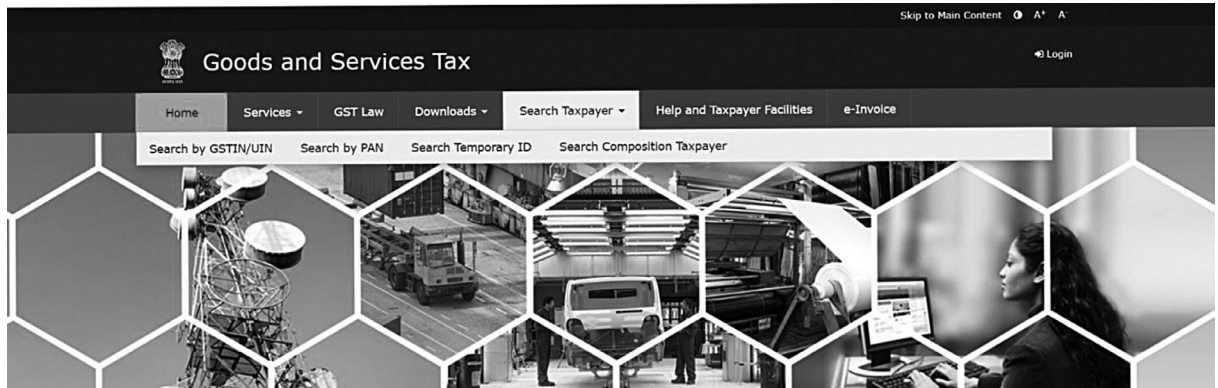 Skip to Main Content A+ A-
Goods and Services Tax
Login
Home Services GST Law Downloads Search Taxpayer Help and Taxpayer Facilities e-Invoice
Search by GSTIN/UIN Search by PAN Search Temporary ID Search Composition Taxpayer